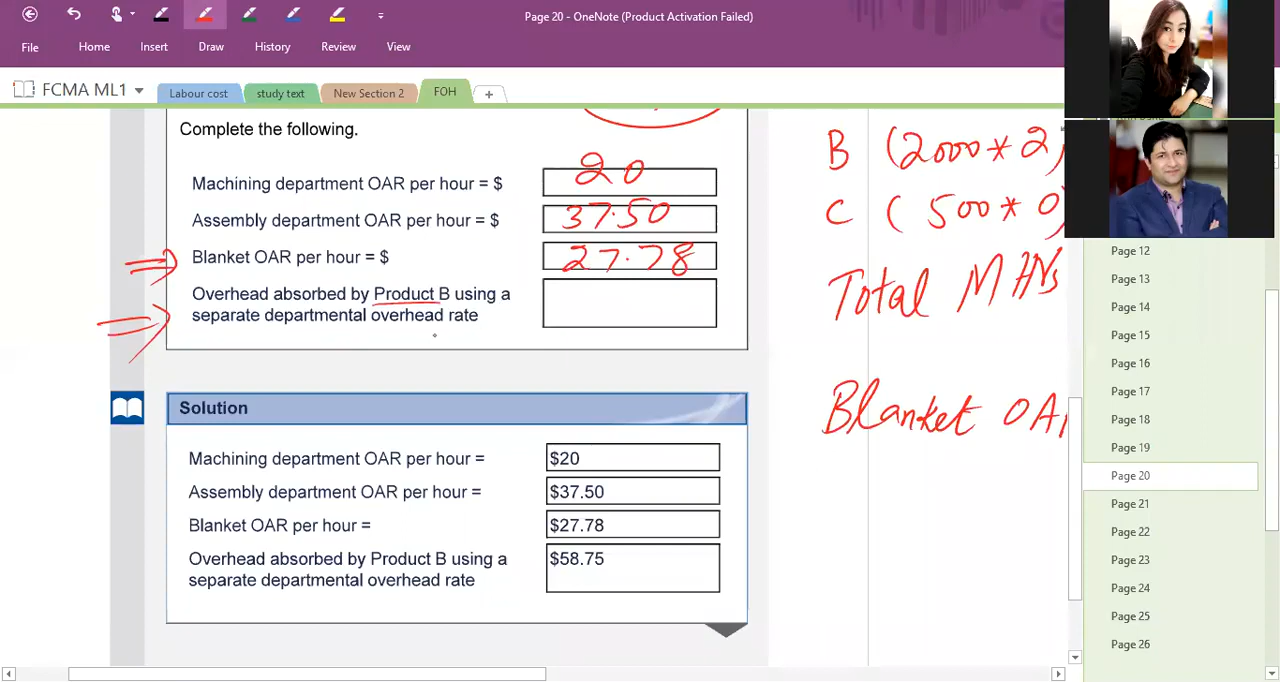 Page 20 - OneNote (Product Activation Failed)
File Home Insert Draw History Review View
FCMA ML1 Labour cost study text New Section 2 FOH +
Complete the following.
Machining department OAR per hour = $ 20
Assembly department OAR per hour = $ 37.50
Blanket OAR per hour = $ 27.78
Overhead absorbed by Product B using a
separate departmental overhead rate
B (2000*2)
C (500*0)
Total MHs
Blanket OA
Solution
Machining department OAR per hour = $20
Assembly department OAR per hour = $37.50
Blanket OAR per hour = $27.78
Overhead absorbed by Product B using a $58.75
separate departmental overhead rate
Page 12
Page 13
Page 14
Page 15
Page 16
Page 17
Page 18
Page 19
Page 20
Page 21
Page 22
Page 23
Page 24
Page 25
Page 26